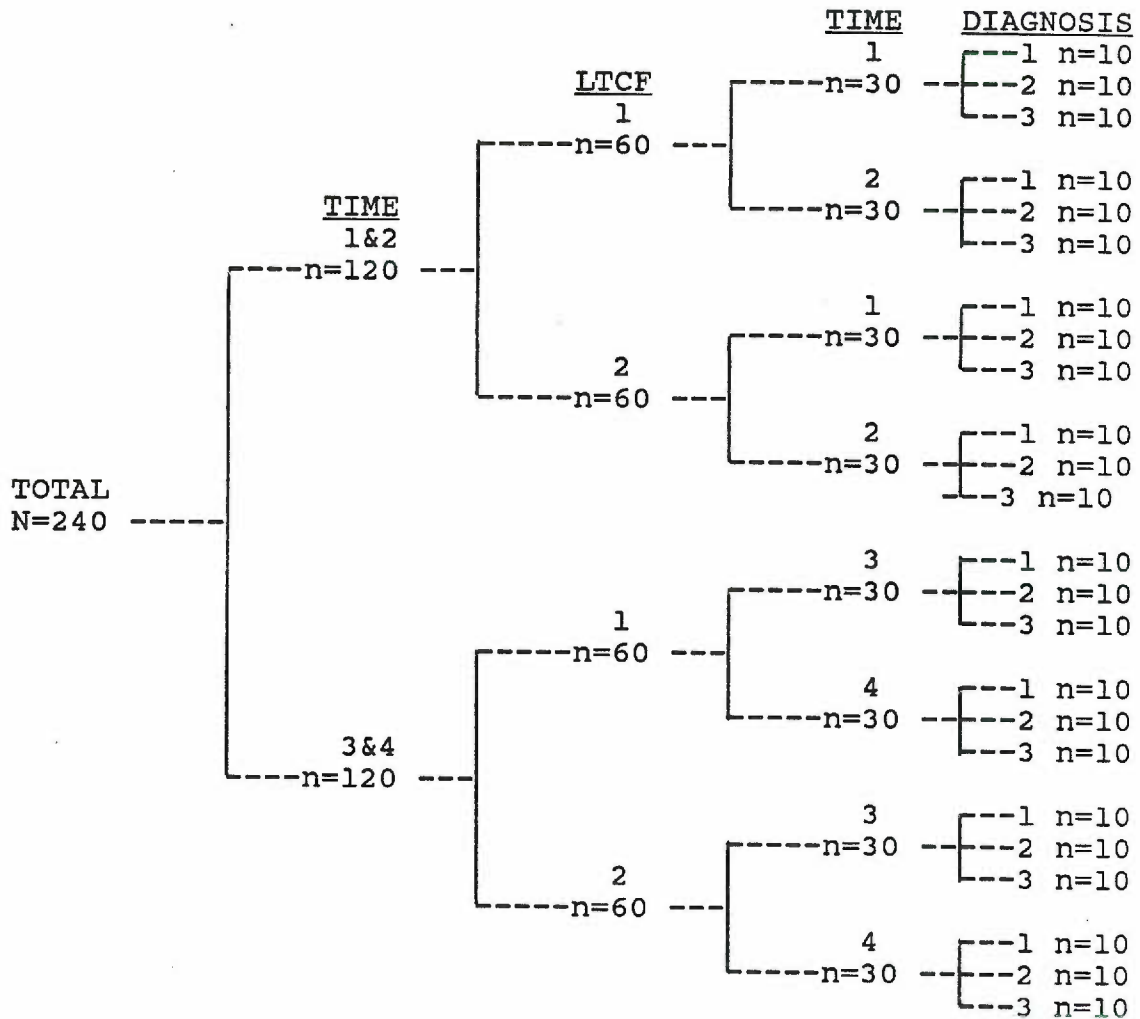 TIME DIAGNOSIS
1 1 n=10
n=30 2 n=10
LTCF 3 n=10
1
n=60
2 1 n=10
n=30 2 n=10
TIME 3 n=10
1&2
n=120
1 1 n=10
n=30 2 n=10
2 3 n=10
n=60
2 1 n=10
n=30 2 n=10
TOTAL 3 n=10
N=240
3 1 n=10
n=30 2 n=10
1 3 n=10
n=60
4 1 n=10
n=30 2 n=10
3&4 3 n=10
n=120
3 1 n=10
n=30 2 n=10
2 3 n=10
n=60
4 1 n=10
n=30 2 n=10
3 n=10